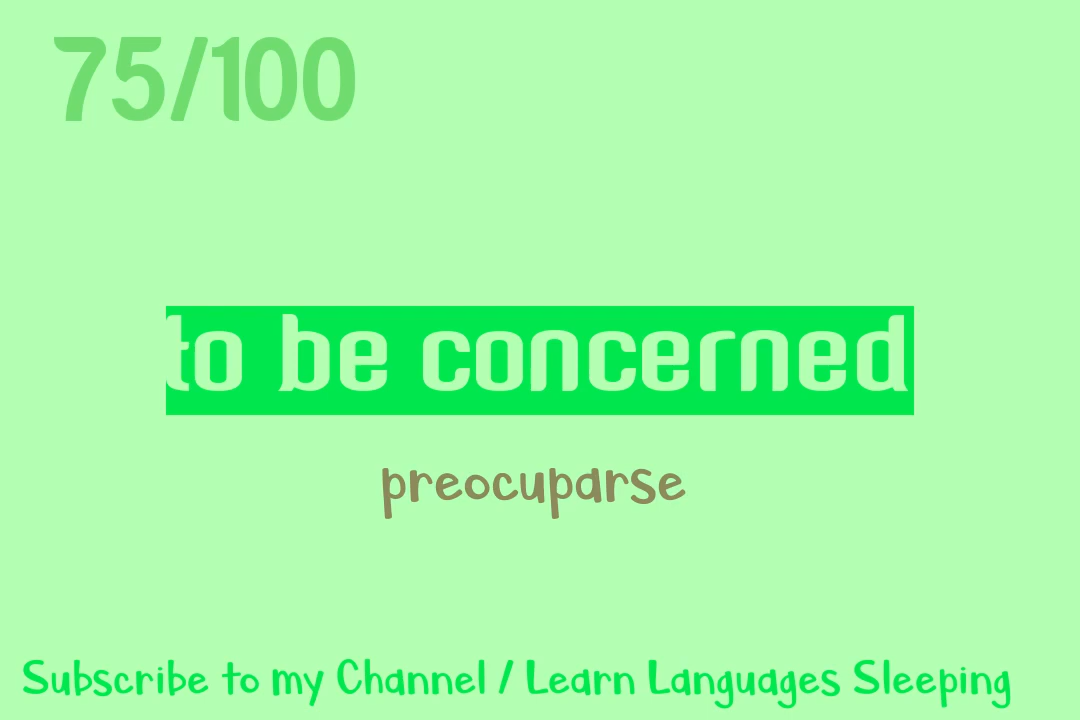 75/100
to be concerned
preocuparse
Subscribe to my Channel / Learn Languages Sleeping